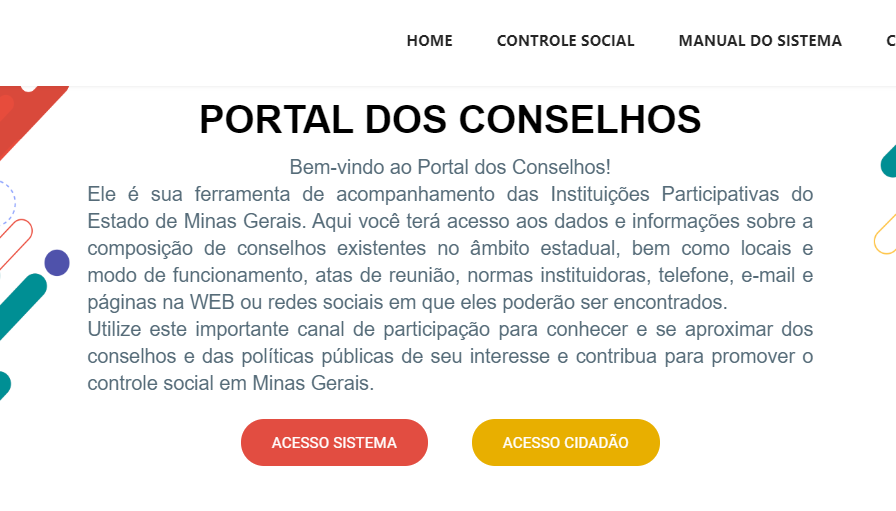 HOME CONTROLE SOCIAL MANUAL DO SISTEMA C
PORTAL DOS CONSELHOS
Bem-vindo ao Portal dos Conselhos!
Ele é sua ferramenta de acompanhamento das Instituições Participativas do
Estado de Minas Gerais. Aqui você terá acesso aos dados e informações sobre a
composição de conselhos existentes no âmbito estadual, bem como locais e
modo de funcionamento, atas de reunião, normas instituidoras, telefone, e-mail e
páginas na WEB ou redes sociais em que eles poderão ser encontrados.
Utilize este importante canal de participação para conhecer e se aproximar dos
conselhos e das políticas públicas de seu interesse e contribua para promover o
controle social em Minas Gerais.
ACESSO SISTEMA ACESSO CIDADÃO